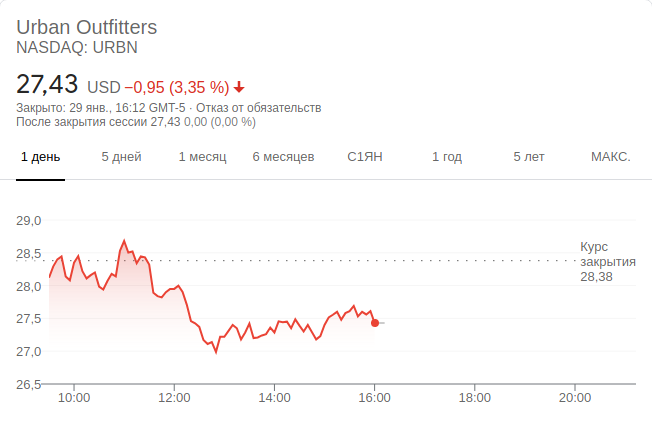 Urban Outfitters
NASDAQ: URBN
27,43 USD −0,95 (3,35 %)
Закрыто: 29 янв., 16:12 GMT-5 · Отказ от обязательств
После закрытия сессии 27,43 0,00 (0,00 %)
1 день 5 дней 1 месяц 6 месяцев С1ЯН 1 год 5 лет МАКС.
29,0
28,5
28,0
27,5
27,0
26,5
Курс
закрытия
28,38
10:00 12:00 14:00 16:00 18:00 20:00